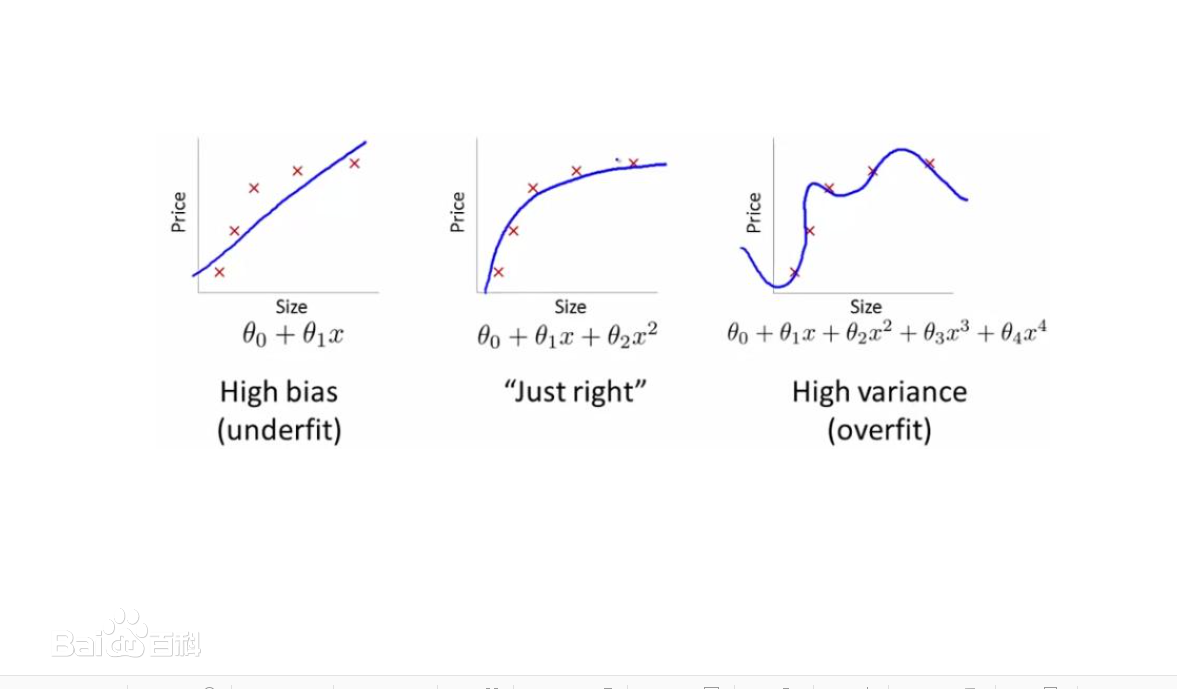 Price
Size
θ₀ + θ₁x
High bias
(underfit)
Price
Size
θ₀ + θ₁x + θ₂x²
“Just right”
Price
Size
θ₀ + θ₁x + θ₂x² + θ₃x³ + θ₄x⁴
High variance
(overfit)
Bai百科